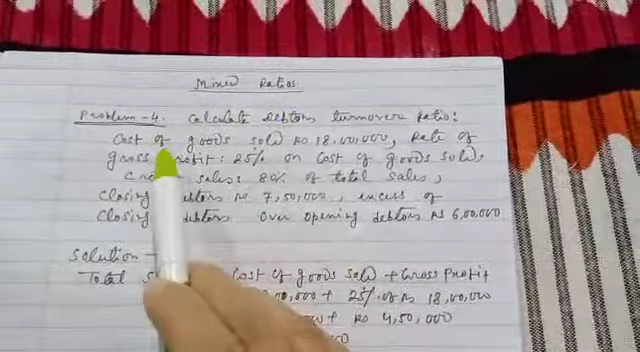 Mixed Ratios
Problem-4. Calculate debtors turnover ratio:
Cost of goods sold Rs 18,00,000, Rate of
gross profit: 25% on Cost of goods sold,
sales: 80% of total sales,
Closing debtors Rs 7,50,000, excess of
Closing debtors over opening debtors Rs 6,00,000
Solution-
Total Cost of goods sold + Gross Profit
00,000 + 25% of Rs 18,00,000
+ Rs 4,50,000